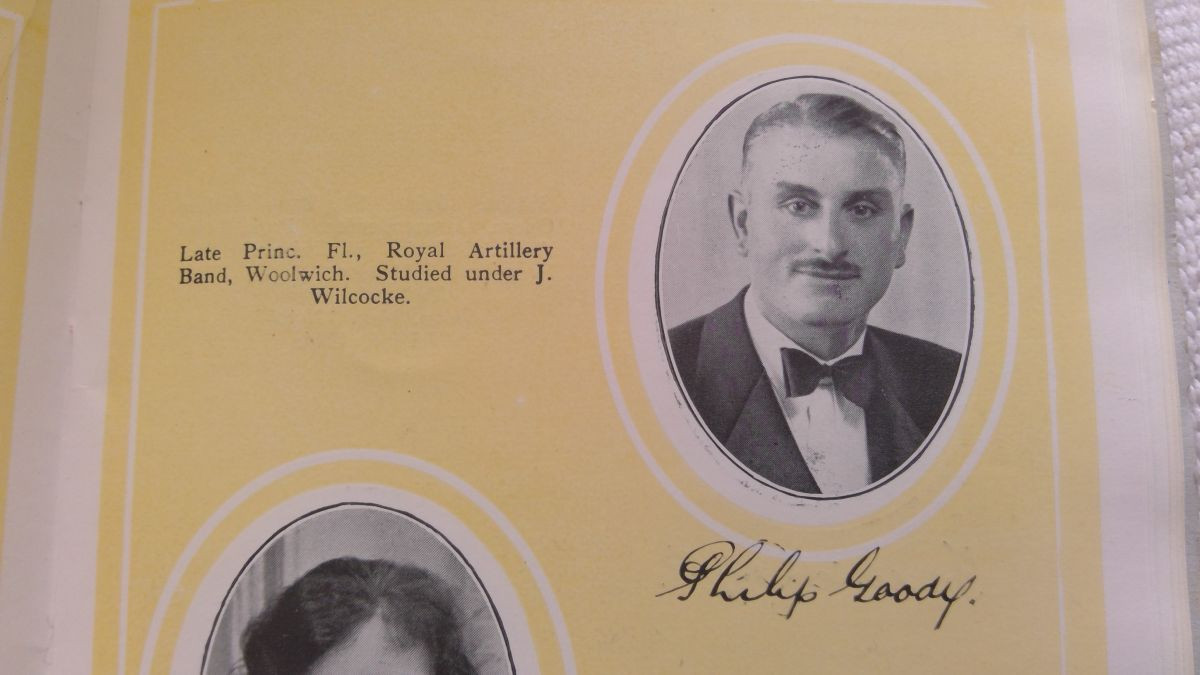 Late Princ. Fl., Royal Artillery
Band, Woolwich. Studied under J.
Wilcocke.
Philip Goody.